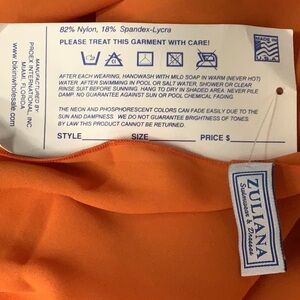 82% Nylon, 18% Spandex-Lycra
PLEASE TREAT THIS GARMENT WITH CARE!
AFTER EACH WEARING, HANDWASH WITH MILD SOAP IN WARM (NEVER HOT)
WATER. AFTER SWIMMING IN POOL OR SALT WATER, SHOWER OR CLEAR
RINSE SUIT BEFORE SUNNING. HANG TO DRY IN SHADED AREA. NEVER PILE
DAMP. NO GUARANTEE AGAINST SUN OR POOL CHEMICAL FADING.
THE NEON AND PHOSPHORESCENT COLORS CAN FADE EASILY DUE TO THE
SUN AND DAMPNESS. WE DO NOT GUARANTEE BRIGHTNESS OF TONES.
BY LAW THIS PRODUCT CANNOT BE RETURNED.
STYLE SIZE PRICE $
MANUFACTURED BY:
PROEX INTERNATIONAL, INC.
MIAMI, FLORIDA.
www.bikiniwholesale.com
MADE IN
ZULIANA
Swimwear & Dresses